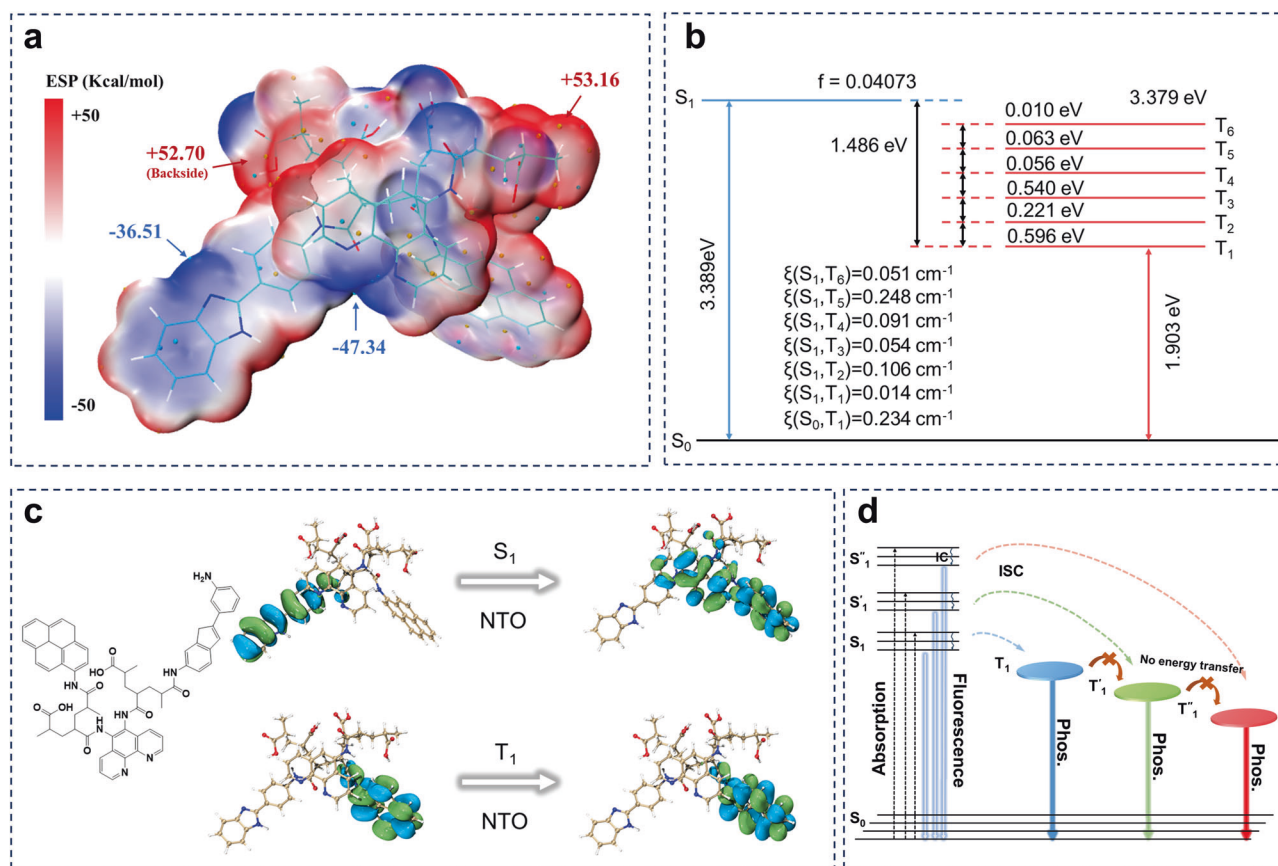 a
ESP (Kcal/mol)
+50
-50
+52.70
(Backside)
+53.16
-36.51
-47.34
b
S1
f = 0.04073
3.379 eV
0.010 eV
T6
0.063 eV
T5
1.486 eV
0.056 eV
T4
0.540 eV
T3
0.221 eV
T2
0.596 eV
T1
3.389eV
ξ(S1,T6)=0.051 cm-1
ξ(S1,T5)=0.248 cm-1
ξ(S1,T4)=0.091 cm-1
ξ(S1,T3)=0.054 cm-1
ξ(S1,T2)=0.106 cm-1
ξ(S1,T1)=0.014 cm-1
ξ(S0,T1)=0.234 cm-1
1.903 eV
S0
c
H2N
HO
O
NH
O
NH
O
OH
O
O
NH
O
HN
O
N
N
S1
NTO
T1
NTO
d
S''1
IC
ISC
S'1
S1
T1
No energy transfer
T'1
T''1
Absorption
Fluorescence
Phos.
Phos.
Phos.
S0